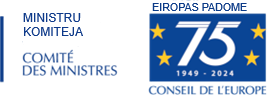 MINISTRU
KOMITEJA
COMITÉ
DES MINISTRES
EIROPAS PADOME
75
1949 - 2024
CONSEIL DE L'EUROPE